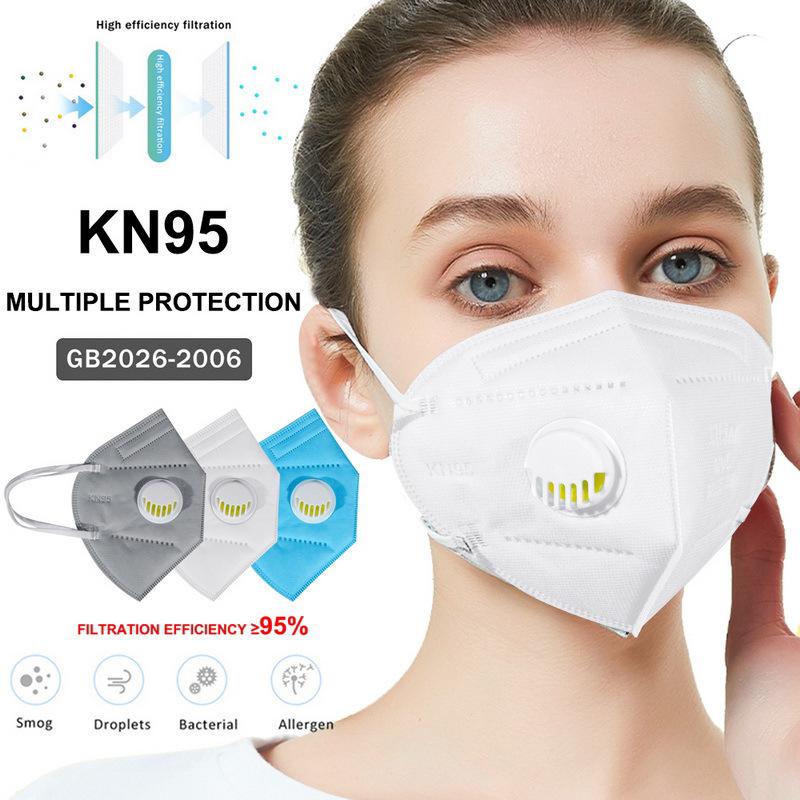 High efficiency filtration
High efficiency filtration
KN95
MULTIPLE PROTECTION
GB2026-2006
KN95
KN95
FILTRATION EFFICIENCY ≥95%
Smog
Droplets
Bacterial
Allergen